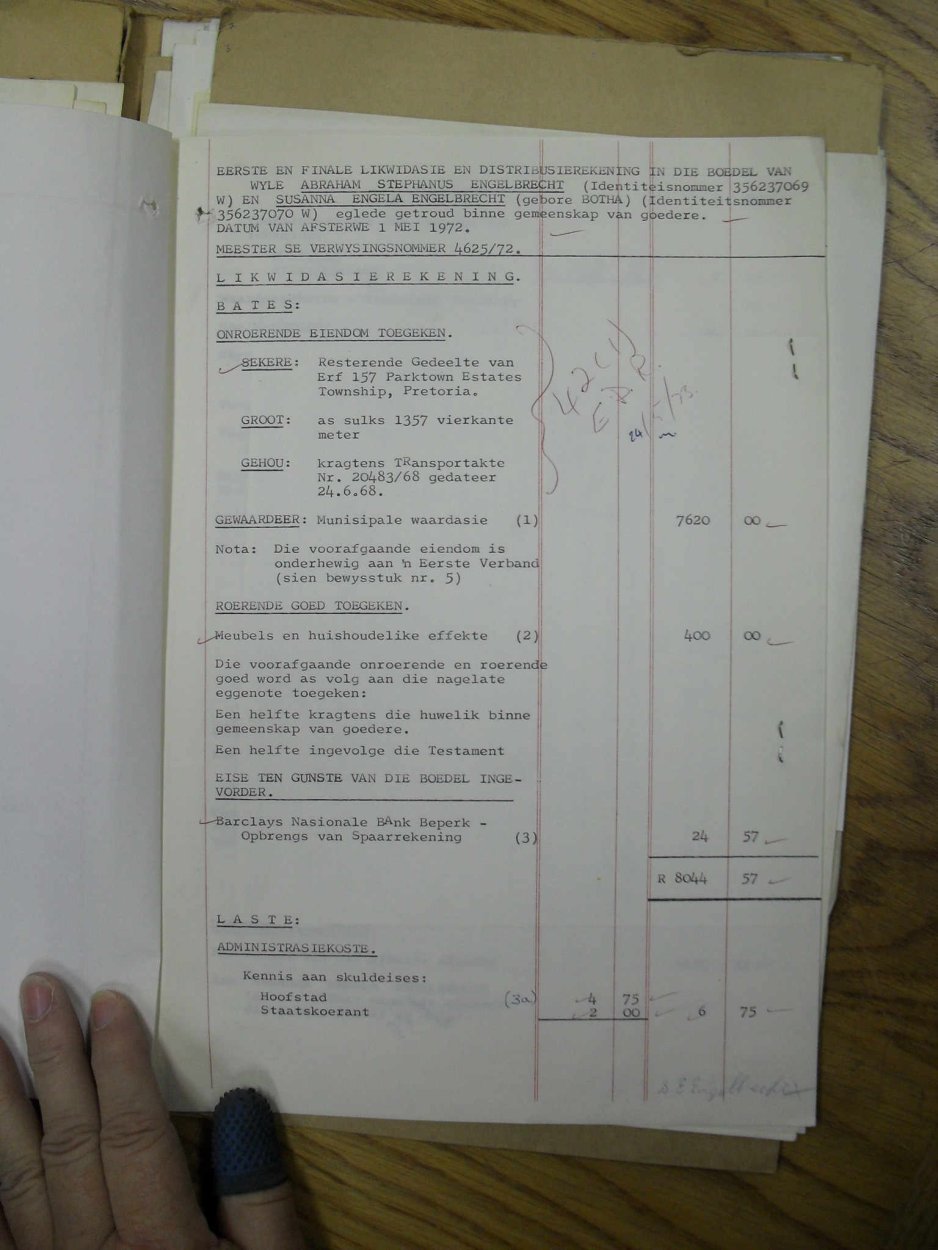 EERSTE EN FINALE LIKWIDASIE EN DISTRIBUSIEREKENING IN DIE BOEDEL VAN
WYLE ABRAHAM STEPHANUS ENGELBRECHT (Identiteisnommer 356237069
W) EN SUSANNA ENGELA ENGELBRECHT (gebore BOTHA) (Identiteitsnommer
356237070 W) eglede getroud binne gemeenskap van goedere.
DATUM VAN AFSTERWE 1 MEI 1972.
MEESTER SE VERWYSINGSNOMMER 4625/72.
L I K W I D A S I E R E K E N I N G.
B A T E S:
ONROERENDE EIENDOM TOEGEKEN.
SEKERE: Resterende Gedeelte van
Erf 157 Parktown Estates
Township, Pretoria.
42(1)
GROOT: as sulks 1357 vierkante
meter
GEHOU: kragtens TRansportakte
Nr. 20483/68 gedateer
24.6.68.
GEWAARDEER: Munisipale waardasie (1) 7620 00
Nota: Die voorafgaande eiendom is
onderhewig aan 'n Eerste Verband
(sien bewysstuk nr. 5)
ROERENDE GOED TOEGEKEN.
Meubels en huishoudelike effekte (2) 400 00
Die voorafgaande onroerende en roerende
goed word as volg aan die nagelate
eggenote toegeken:
Een helfte kragtens die huwelik binne
gemeenskap van goedere.
Een helfte ingevolge die Testament
EISE TEN GUNSTE VAN DIE BOEDEL INGE-
VORDER.
Barclays Nasionale BAnk Beperk -
Opbrengs van Spaarrekening (3) 24 57
R 8044 57
L A S T E:
ADMINISTRASIEKOSTE.
Kennis aan skuldeises:
Hoofstad (3a) 4 75
Staatskoerant 2 00 6 75